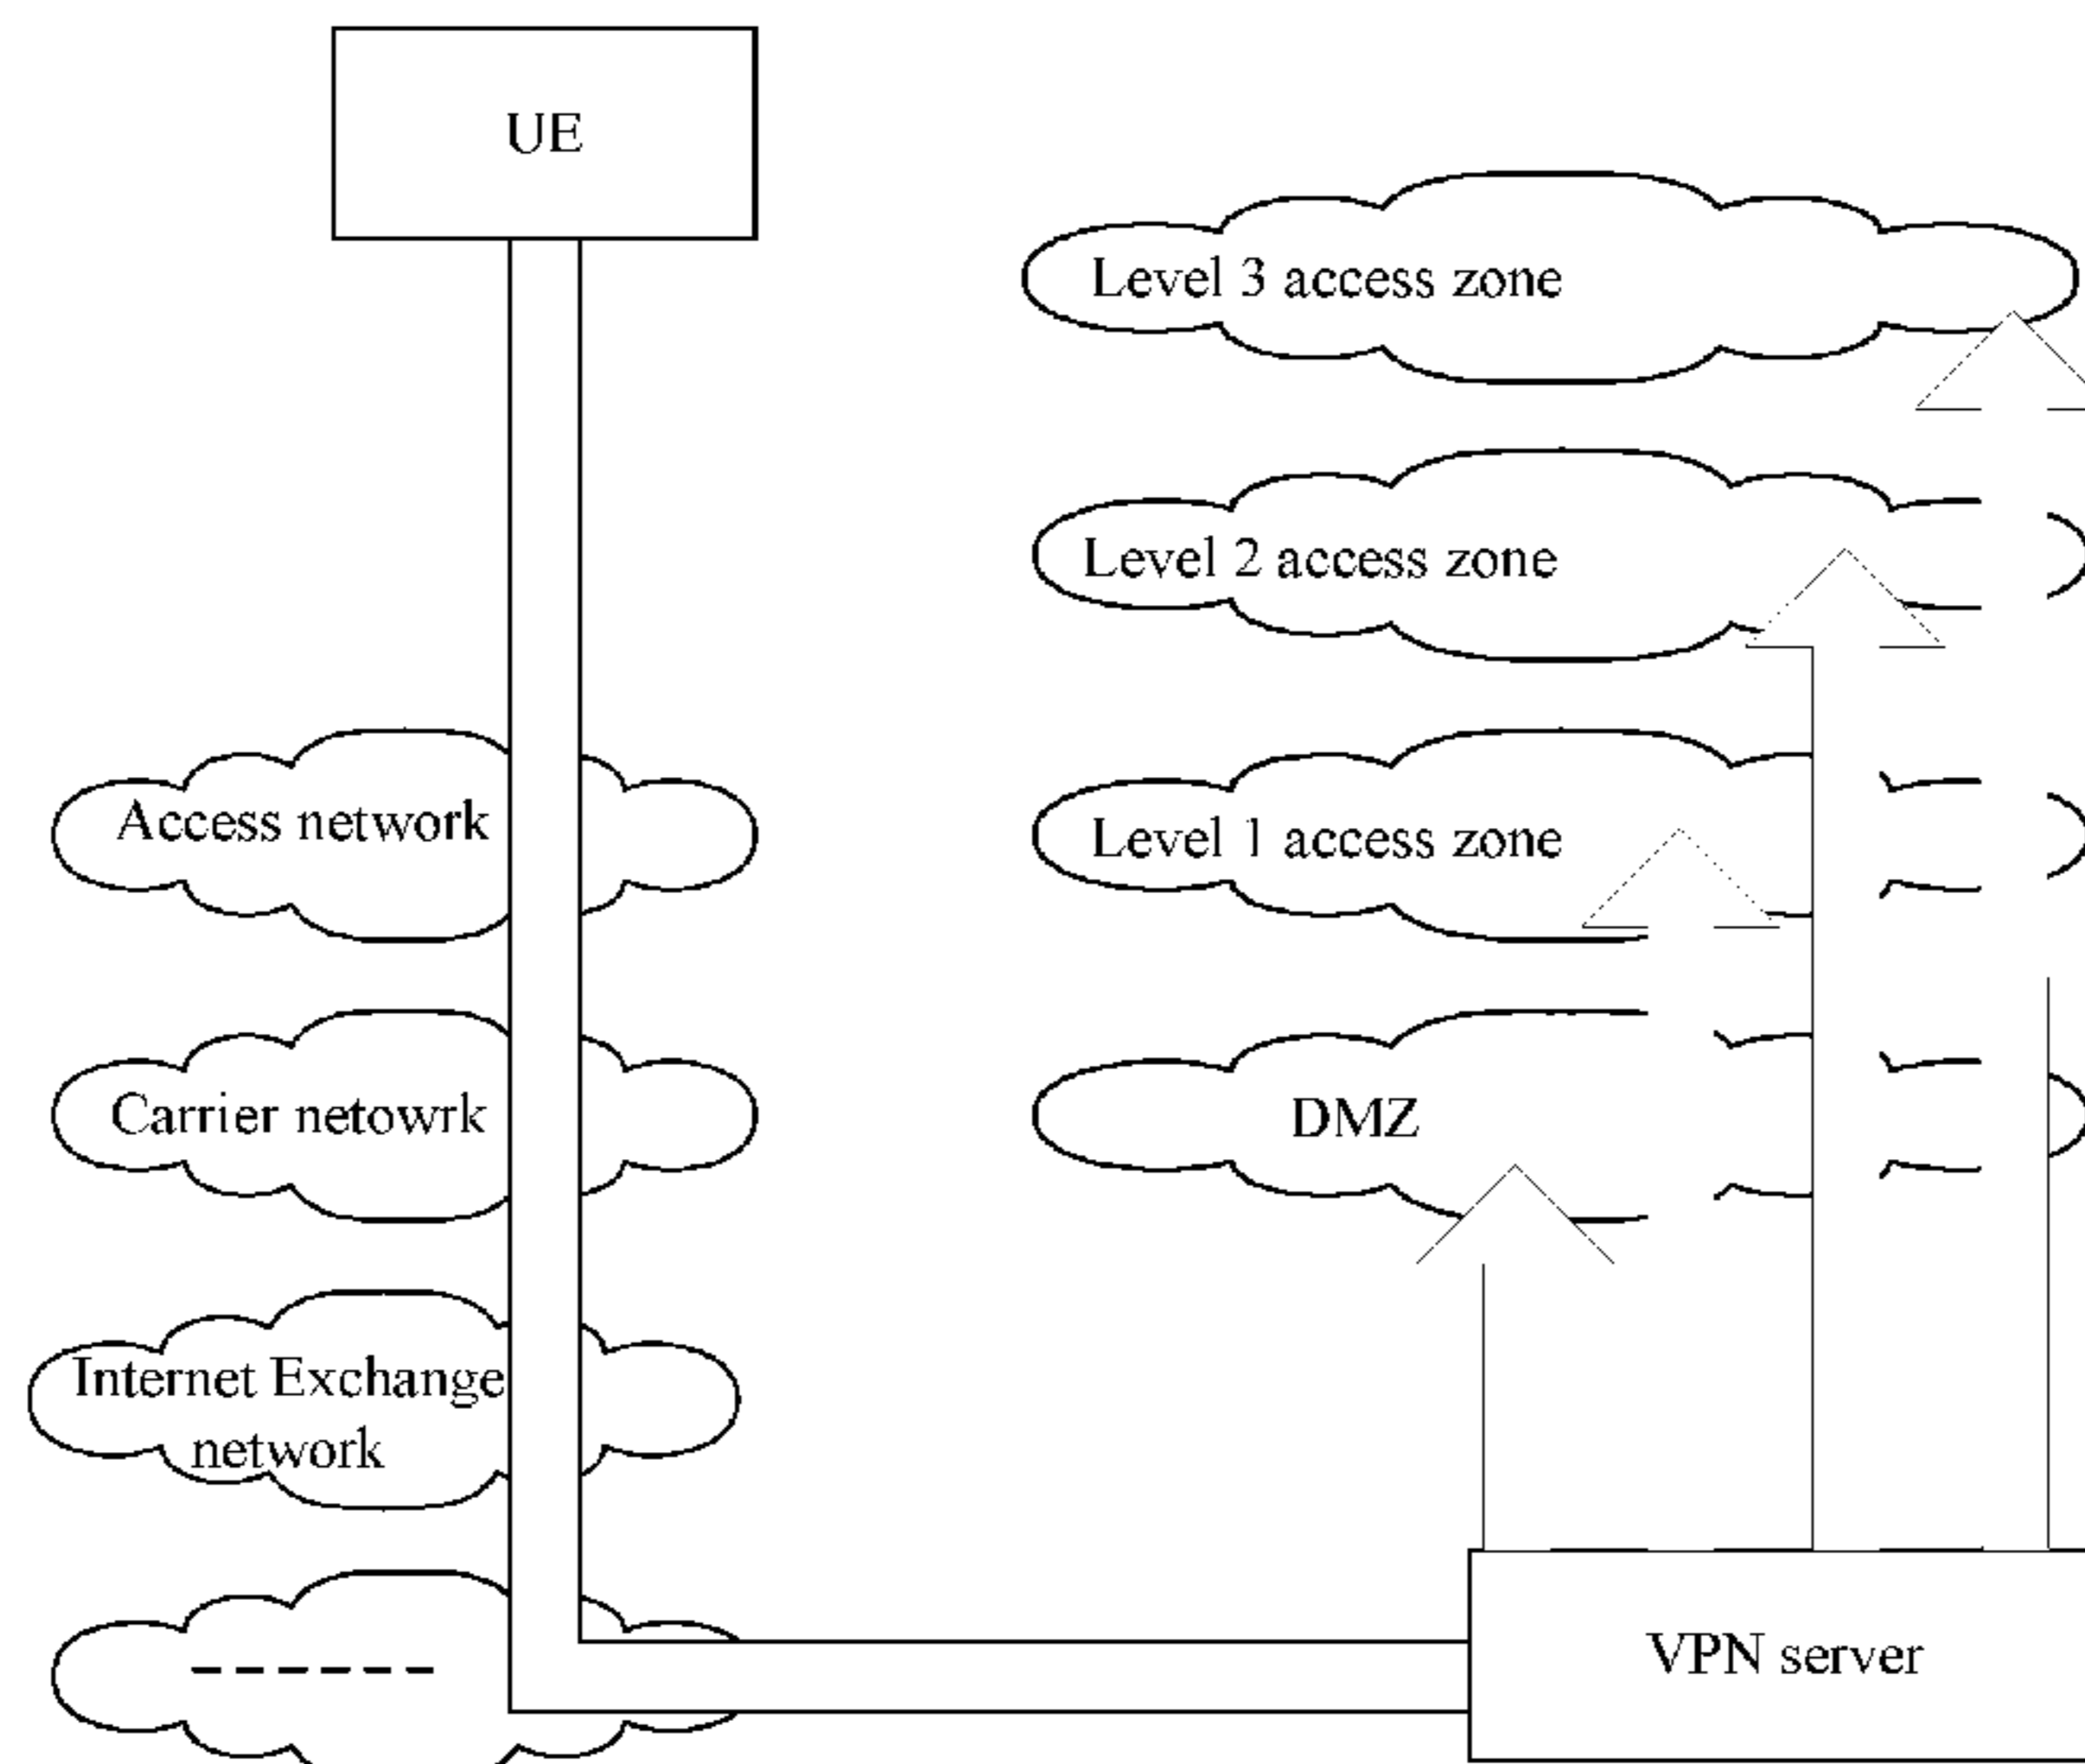 UE
Level 3 access zone
Level 2 access zone
Access network
Level 1 access zone
Carrier netowrk
DMZ
Internet Exchange
network
VPN server